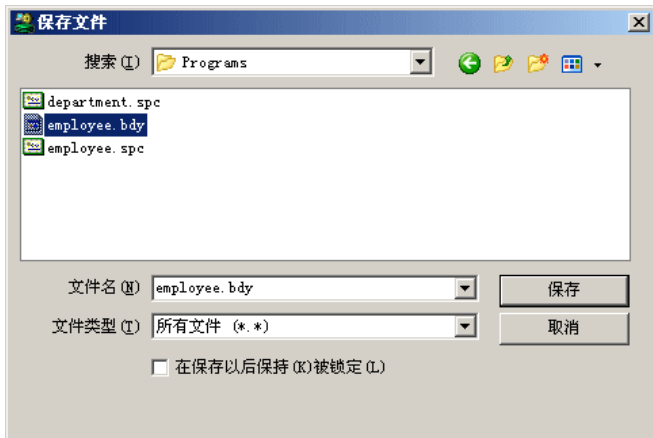 保存文件
搜索(I) Programs
department.spc
employee.bdy
employee.spc
文件名(N) employee.bdy 保存
文件类型(T) 所有文件 (*.*) 取消
在保存以后保持(K)被锁定(L)